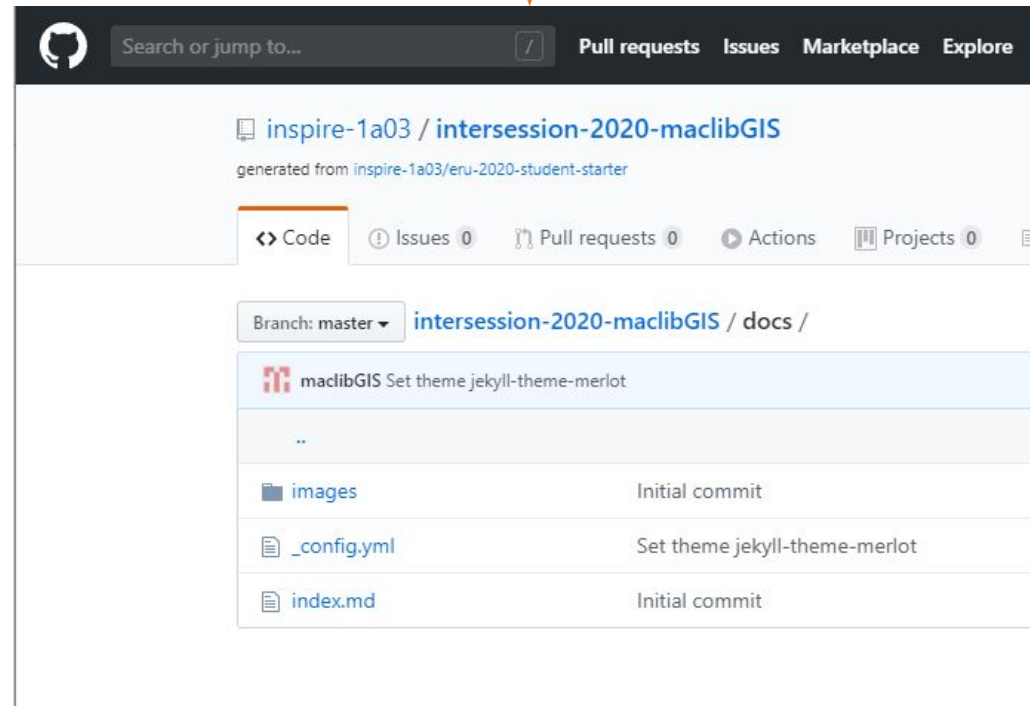 Search or jump to... / Pull requests Issues Marketplace Explore
inspire-1a03 / intersession-2020-maclibGIS
generated from inspire-1a03/eru-2020-student-starter
<> Code Issues 0 Pull requests 0 Actions Projects 0
Branch: master intersession-2020-maclibGIS / docs /
maclibGIS Set theme jekyll-theme-merlot
..
images Initial commit
_config.yml Set theme jekyll-theme-merlot
index.md Initial commit